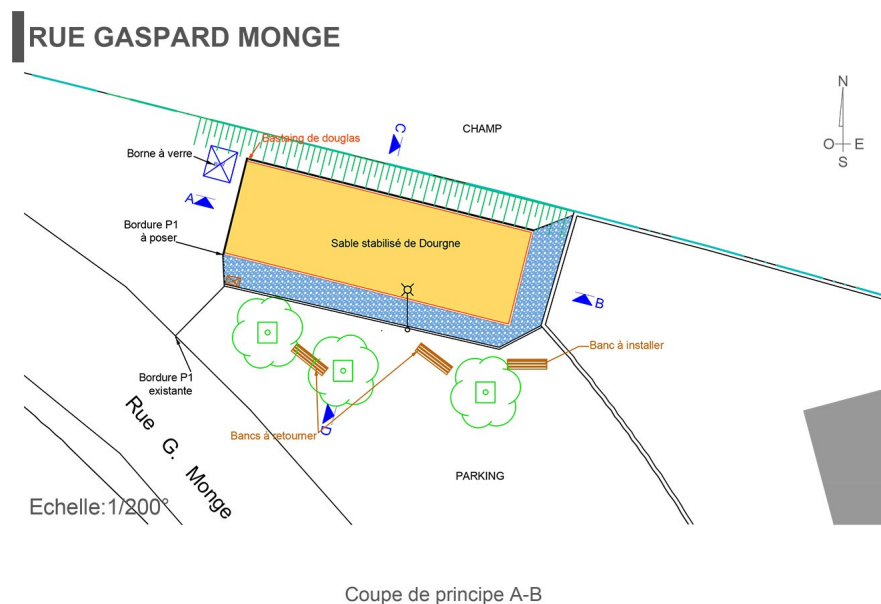 RUE GASPARD MONGE
N
O E
S
CHAMP
C
Bastaing de douglas
Borne à verre
A
Bordure P1
à poser
Sable stabilisé de Dourgne
B
Banc à installer
Bordure P1
existante
D
Bancs à retourner
Rue G. Monge
PARKING
Echelle:1/200°
Coupe de principe A-B